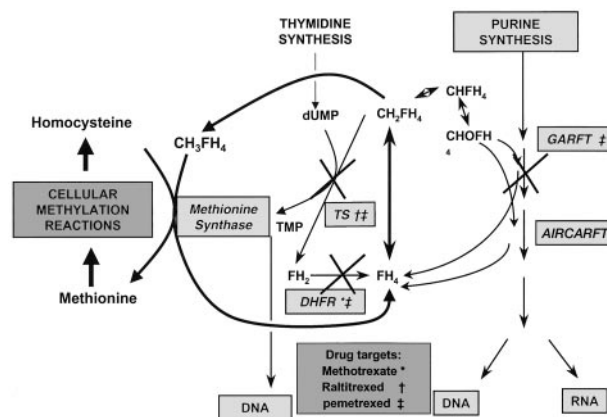 THYMIDINE
SYNTHESIS
PURINE
SYNTHESIS
dUMP
CH2FH4
CHFH4
CHOFH
4
Homocysteine
CH3FH4
GARFT ‡
CELLULAR
METHYLATION
REACTIONS
Methionine
Synthase
TMP
TS †‡
AIRCARFT
Methionine
FH2
FH4
DHFR *‡
Drug targets:
Methotrexate *
Raltitrexed †
pemetrexed ‡
DNA
DNA
RNA